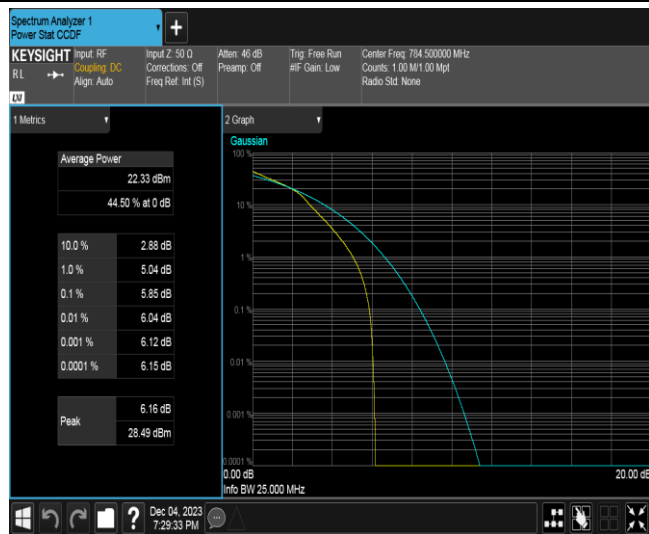 Spectrum Analyzer 1
Power Stat CCDF
+
KEYSIGHT
RL
LXI
Input: RF
Coupling: DC
Align: Auto
Input Z: 50 Ω
Corrections: Off
Freq Ref: Int (S)
Atten: 46 dB
Preamp: Off
Trig: Free Run
#IF Gain: Low
Center Freq: 784.500000 MHz
Counts: 1.00 M/1.00 Mpt
Radio Std: None
1 Metrics
Average Power
22.33 dBm
44.50 % at 0 dB
10.0 % 2.88 dB
1.0 % 5.04 dB
0.1 % 5.85 dB
0.01 % 6.04 dB
0.001 % 6.12 dB
0.0001 % 6.15 dB
Peak
6.16 dB
28.49 dBm
2 Graph
Gaussian
100 %
10 %
1 %
0.1 %
0.01 %
0.001 %
0.0001 %
0.00 dB
20.00 dB
Info BW 25.000 MHz
?
Dec 04, 2023
7:29:33 PM